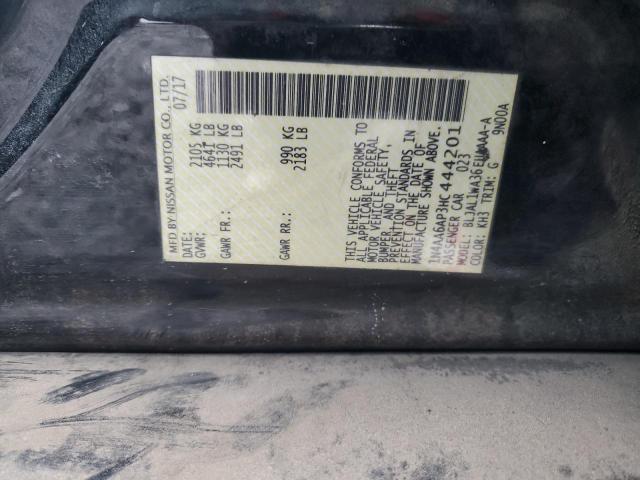 MFD BY NISSAN MOTOR CO., LTD.
DATE: 07/17
GVWR: 2105 KG
4641 LB
GAWR FR.: 1130 KG
2491 LB
GAWR RR.: 990 KG
2183 LB
THIS VEHICLE CONFORMS TO
ALL APPLICABLE FEDERAL
MOTOR VEHICLE SAFETY,
BUMPER, AND THEFT
PREVENTION STANDARDS IN
EFFECT ON THE DATE OF
MANUFACTURE SHOWN ABOVE.
1N4AA6AP3HC444201
PASSENGER CAR 023
MODEL: BLJALLWA36EUMAAA-A
COLOR: KH3 TRIM: G 9N00A